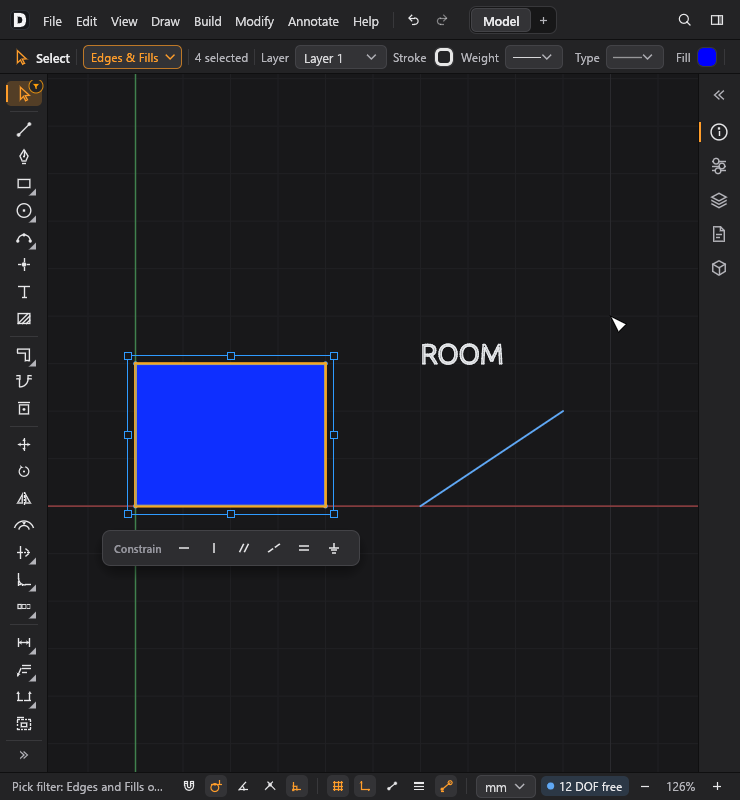 D File Edit View Draw Build Modify Annotate Help Model +
Select Edges & Fills 4 selected Layer Layer 1 Stroke Weight Type Fill
ROOM
Constrain
Pick filter: Edges and Fills o... mm 12 DOF free − 126% +